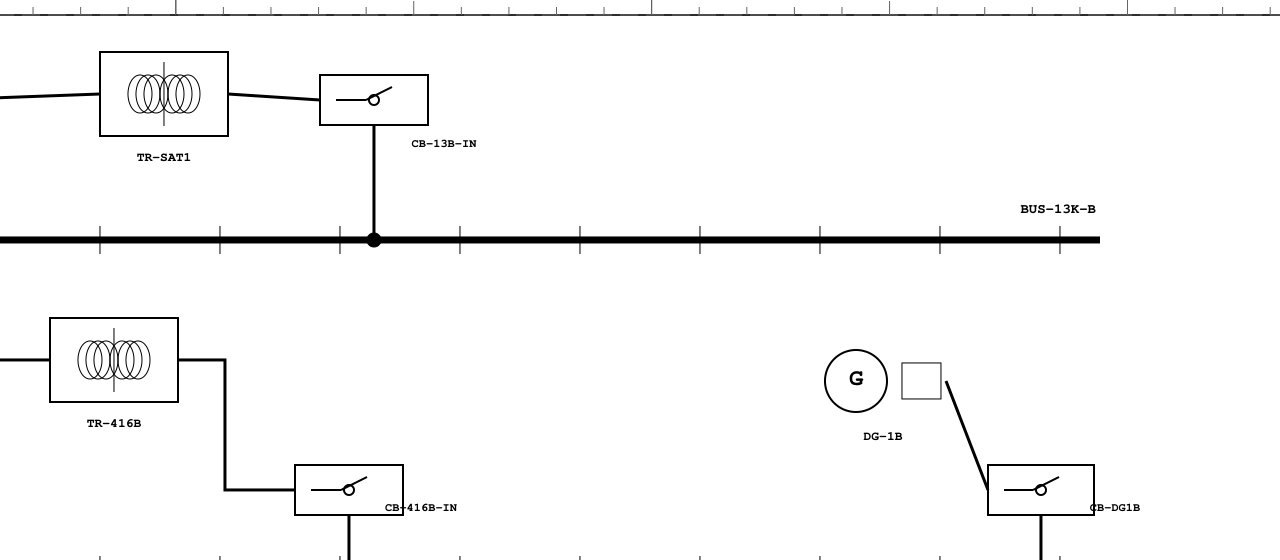 TR-SAT1
CB-13B-IN
BUS-13K-B
G
TR-416B
DG-1B
CB-416B-IN
CB-DG1B